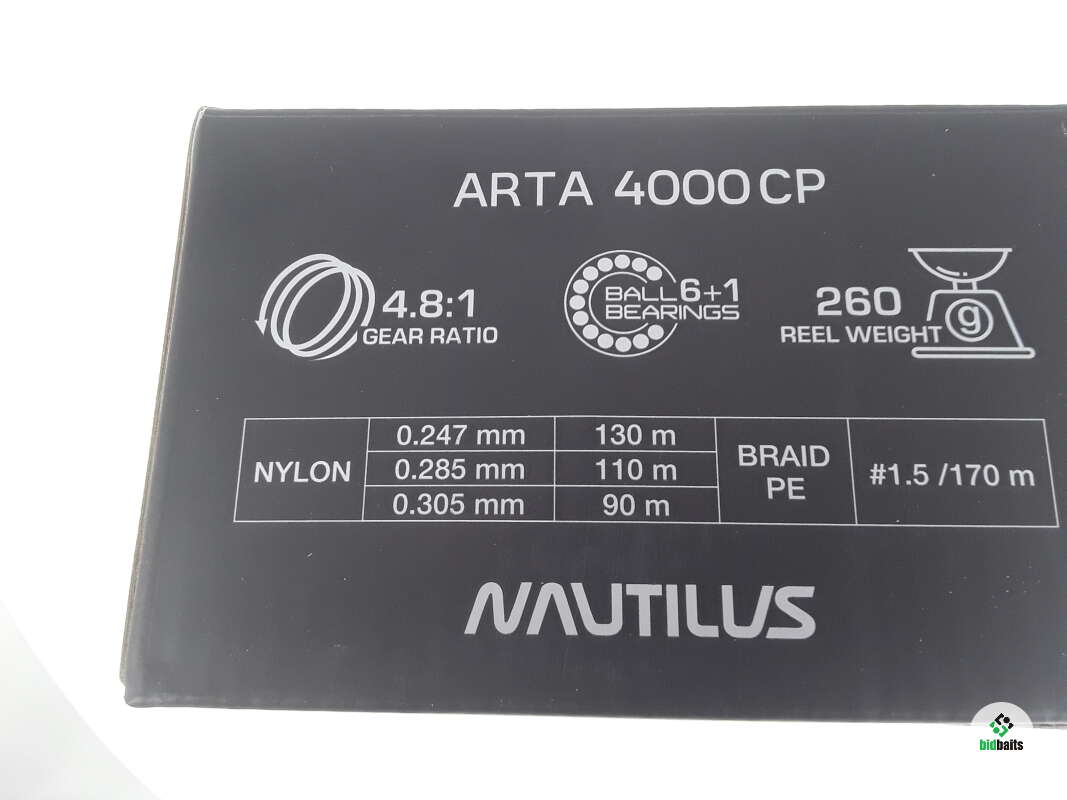 ARTA 4000CP
4.8:1
GEAR RATIO
BALL 6+1
BEARINGS
260
REEL WEIGHT
g
NYLON
0.247 mm 130 m
0.285 mm 110 m
0.305 mm 90 m
BRAID
PE
#1.5 /170 m
NAUTILUS
bidbaits